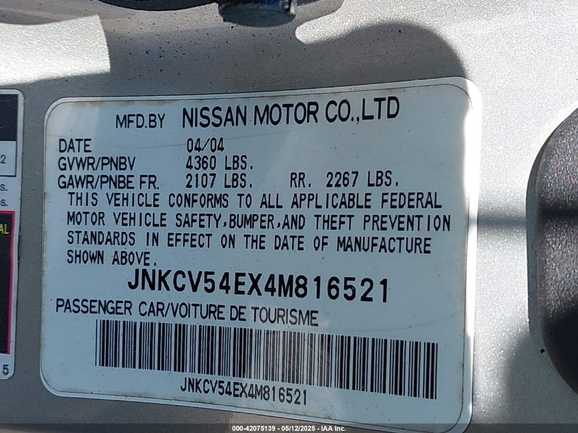 MFD.BY NISSAN MOTOR CO.,LTD
DATE 04/04
GVWR/PNBV 4360 LBS.
GAWR/PNBE FR. 2107 LBS. RR. 2267 LBS.
THIS VEHICLE CONFORMS TO ALL APPLICABLE FEDERAL
MOTOR VEHICLE SAFETY,BUMPER,AND THEFT PREVENTION
STANDARDS IN EFFECT ON THE DATE OF MANUFACTURE
SHOWN ABOVE.
JNKCV54EX4M816521
PASSENGER CAR/VOITURE DE TOURISME
JNKCV54EX4M816521
2
s.
s.
AL
5
000-42075139 - 05/12/2025 - IAA Inc.